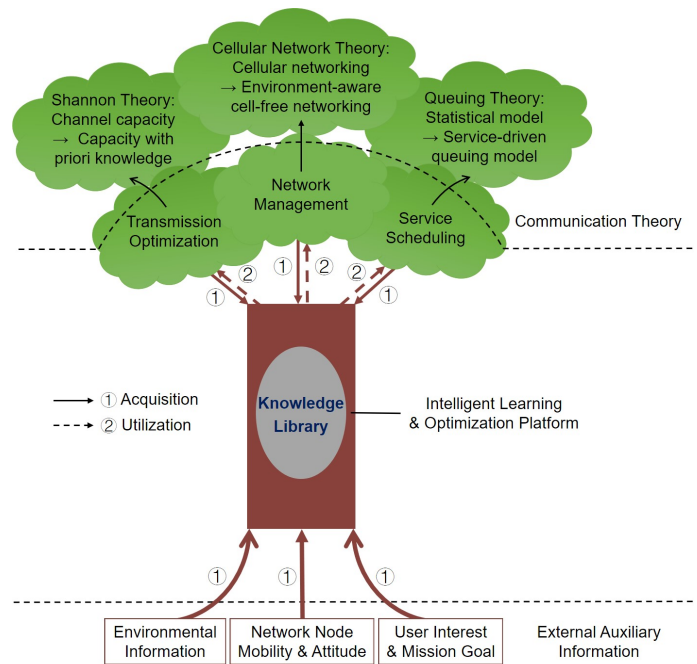 Cellular Network Theory:
Cellular networking
→ Environment-aware
cell-free networking
Shannon Theory:
Channel capacity
→ Capacity with
priori knowledge
Queuing Theory:
Statistical model
→ Service-driven
queuing model
Network
Management
Transmission
Optimization
Service
Scheduling
Communication Theory
① ② ① ② ② ①
① Acquisition
② Utilization
Knowledge
Library
Intelligent Learning
& Optimization Platform
① ① ①
Environmental
Information
Network Node
Mobility & Attitude
User Interest
& Mission Goal
External Auxiliary
Information